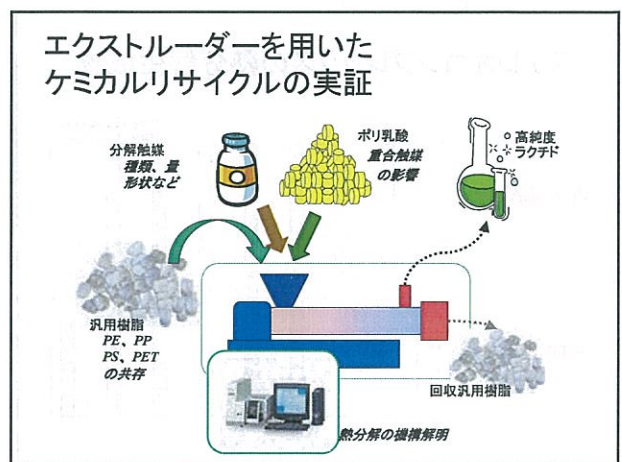 エクストルーダーを用いた
ケミカルリサイクルの実証
分解触媒
種類、量
形状など
ポリ乳酸
重合触媒
の影響
高純度
ラクチド
汎用樹脂
PE、PP
PS、PET
の共存
回収汎用樹脂
熱分解の機構解明